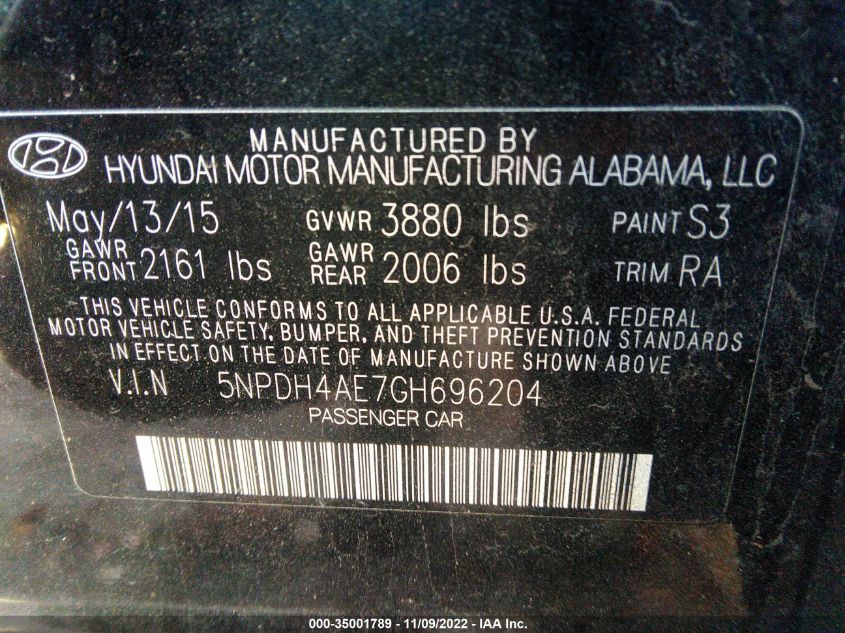 MANUFACTURED BY
HYUNDAI MOTOR MANUFACTURING ALABAMA, LLC
May/13/15 GVWR 3880 lbs PAINT S3
GAWR FRONT 2161 lbs GAWR REAR 2006 lbs TRIM RA
THIS VEHICLE CONFORMS TO ALL APPLICABLE U.S.A. FEDERAL
MOTOR VEHICLE SAFETY, BUMPER, AND THEFT PREVENTION STANDARDS
IN EFFECT ON THE DATE OF MANUFACTURE SHOWN ABOVE
V.I.N 5NPDH4AE7GH696204
PASSENGER CAR
000-35001789 - 11/09/2022 - IAA Inc.